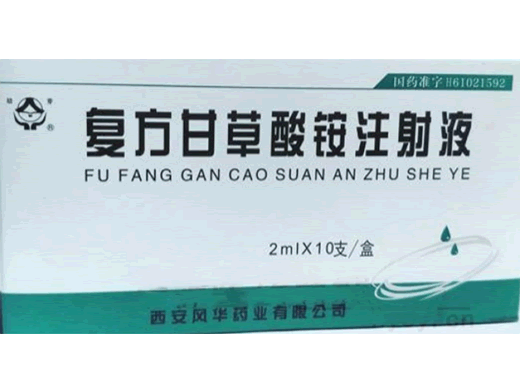 国药准字H61021592
复方甘草酸铵注射液
FU FANG GAN CAO SUAN AN ZHU SHE YE
2mlX10支/盒
西安风华药业有限公司